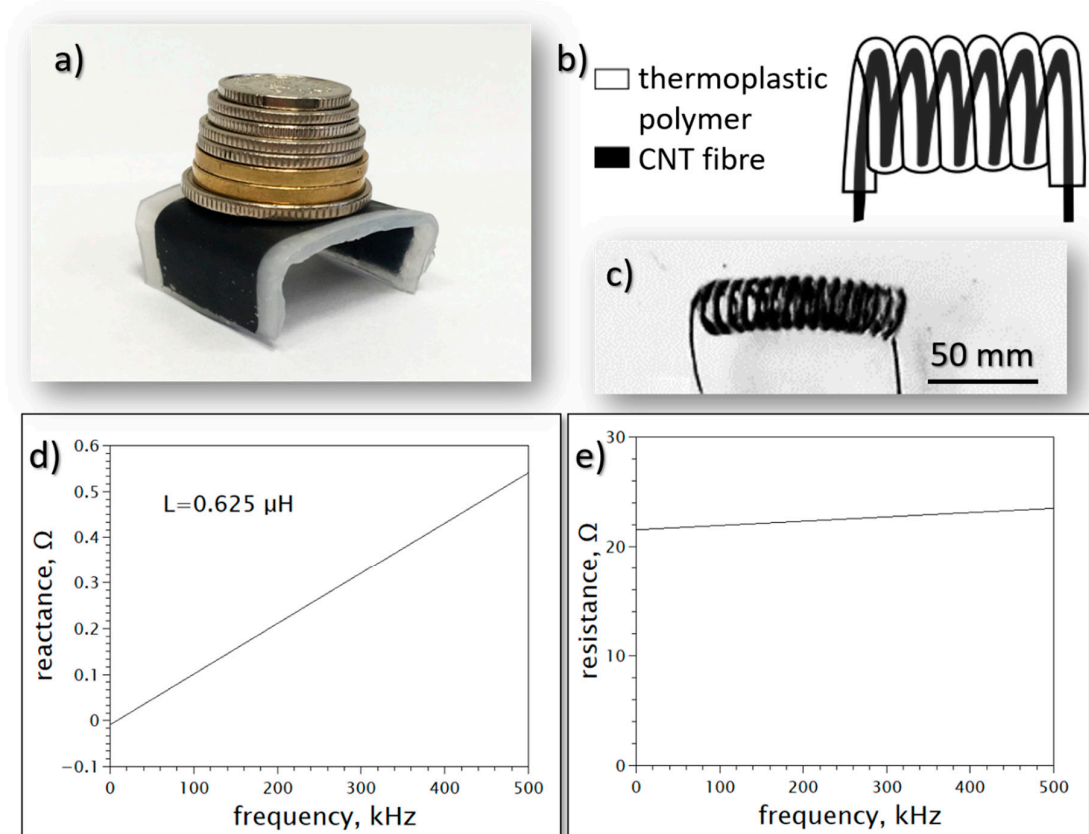 a)
b)
thermoplastic
polymer
CNT fibre
c)
50 mm
d)
L=0.625 µH
0.6
0.5
0.4
0.3
0.2
0.1
0
−0.1
0
100
200
300
400
500
reactance, Ω
frequency, kHz
e)
30
20
10
0
0
100
200
300
400
500
resistance, Ω
frequency, kHz